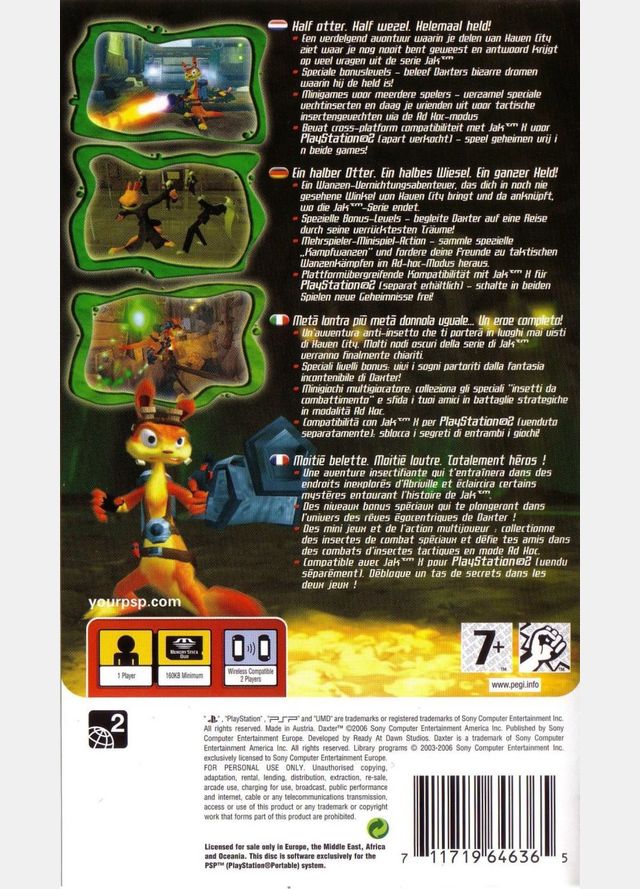 Half otter. Half wezel. Helemaal held!
Een verdelgend avontuur waarin je delen van Haven City
ziet waar je nog nooit bent geweest en antwoord krijgt
op veel vragen uit de serie Jak™.
Speciale bonuslevels - beleef Daxters bizarre dromen
waarin hij de held is!
Minigames voor meerdere spelers - verzamel speciale
vechtinsecten en daag je vrienden uit voor tactische
insectengevechten via de Ad Hoc-modus
Bevat cross-platform compatibiliteit met Jak™ X voor
PlayStation®2 (apart verkocht) - speel geheimen vrij i
n beide games!
Ein halber Otter. Ein halbes Wiesel. Ein ganzer Held!
Ein Wanzen-Vernichtungsabenteuer, das dich in noch nie
gesehene Winkel von Haven City bringt und da anknüpft,
wo die Jak™-Serie endet.
Spezielle Bonus-Levels - begleite Daxter auf eine Reise
durch seine verrücktesten Träume!
Mehrspieler-Minispiel-Action - sammle spezielle
„Kampfwanzen" und fordere deine Freunde zu taktischen
Wanzenkämpfen im Ad-hoc-Modus heraus.
Plattformübergreifende Kompatibilität mit Jak™ X für
PlayStation®2 (separat erhältlich) - schalte in beiden
Spielen neue Geheimnisse frei!
Metà lontra più metà donnola uguale... Un eroe completo!
Un'avventura anti-insetto che ti porterà in luoghi mai visti
di Haven City. Molti nodi oscuri della serie di Jak™
verranno finalmente chiariti.
Speciali livelli bonus: vivi i sogni partoriti dalla fantasia
incontenibile di Daxter!
Minigiochi multigiocatore: colleziona gli speciali "insetti da
combattimento" e sfida i tuoi amici in battaglie strategiche
in modalità Ad Hoc.
Compatibilità con Jak™ X per PlayStation®2 (venduto
separatamente): sblocca i segreti di entrambi i giochi!
Moitié belette. Moitié loutre. Totalement héros !
Une aventure insectifiante qui t'entraînera dans des
endroits inexplorés d'Abriville et éclaircira certains
mystères entourant l'histoire de Jak™.
Des niveaux bonus spéciaux qui te plongeront dans
l'univers des rêves égocentriques de Daxter !
Des mini jeux et de l'action multijoueur : collectionne
des insectes de combat spéciaux et défie tes amis dans
des combats d'insectes tactiques en mode Ad Hoc.
Compatible avec Jak™ X pour PlayStation®2 (vendu
séparément). Débloque un tas de secrets dans les
deux jeux !
yourpsp.com
1 Player
MEMORY STICK
DUO
160KB Minimum
Wireless Compatible
2 Players
7+
™
www.pegi.info
2
" ", "PlayStation", "PSP" and "UMD" are trademarks or registered trademarks of Sony Computer Entertainment Inc.
All rights reserved. Made in Austria. Daxter™ ©2006 Sony Computer Entertainment America Inc. Published by Sony
Computer Entertainment Europe. Developed by Ready At Dawn Studios. Daxter is a trademark of Sony Computer
Entertainment America Inc. All rights reserved. Library programs © 2003-2006 Sony Computer Entertainment Inc.
exclusively licensed to Sony Computer Entertainment Europe.
FOR PERSONAL USE ONLY. Unauthorised copying,
adaptation, rental, lending, distribution, extraction, re-sale,
arcade use, charging for use, broadcast, public performance
and internet, cable or any telecommunications transmission,
access or use of this product or any trademark or copyright
work that forms part of this product are prohibited.
Licensed for sale only in Europe, the Middle East, Africa
and Oceania. This disc is software exclusively for the
PSP™ (PlayStation®Portable) system.
7 11719 64636 5